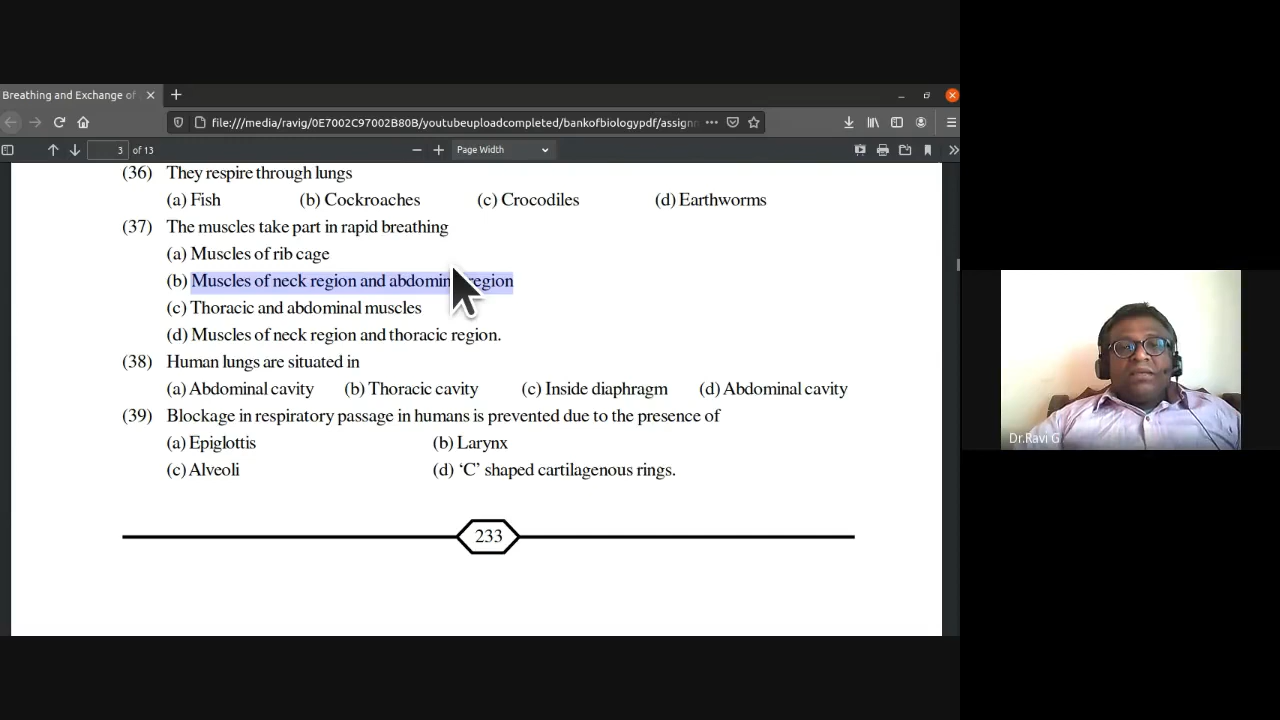 Breathing and Exchange of
file:///media/ravig/0E7002C97002B80B/youtubeuploadcompleted/bankofbiologypdf/assign
3 of 13
Page Width
(36) They respire through lungs
(a) Fish (b) Cockroaches (c) Crocodiles (d) Earthworms
(37) The muscles take part in rapid breathing
(a) Muscles of rib cage
(b) Muscles of neck region and abdomin region
(c) Thoracic and abdominal muscles
(d) Muscles of neck region and thoracic region.
(38) Human lungs are situated in
(a) Abdominal cavity (b) Thoracic cavity (c) Inside diaphragm (d) Abdominal cavity
(39) Blockage in respiratory passage in humans is prevented due to the presence of
(a) Epiglottis (b) Larynx
(c) Alveoli (d) ‘C’ shaped cartilagenous rings.
233
Dr.Ravi G